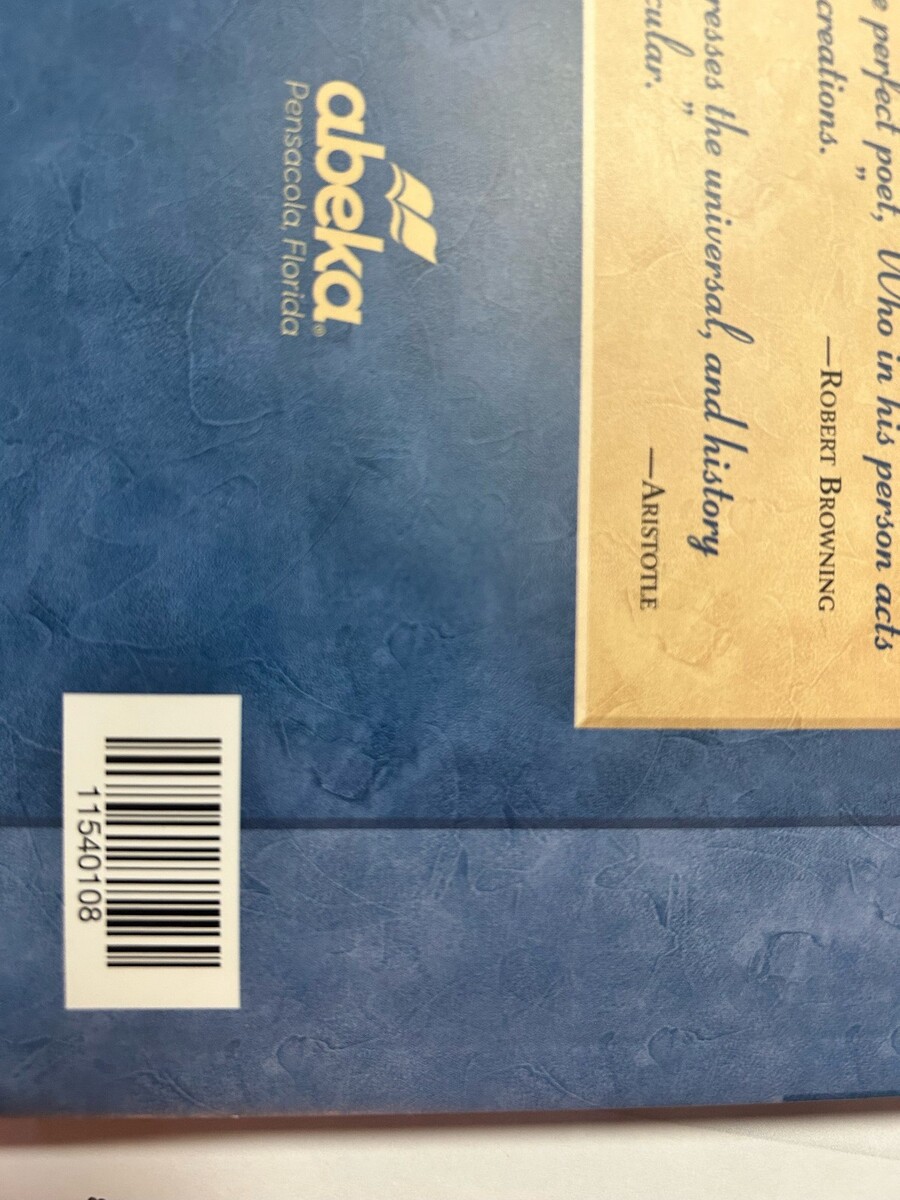 e perfect poet, Who in his person acts
creations.”
—ROBERT BROWNING
resses the universal, and history
cular.”
—ARISTOTLE
abeka®
Pensacola, Florida
11540108